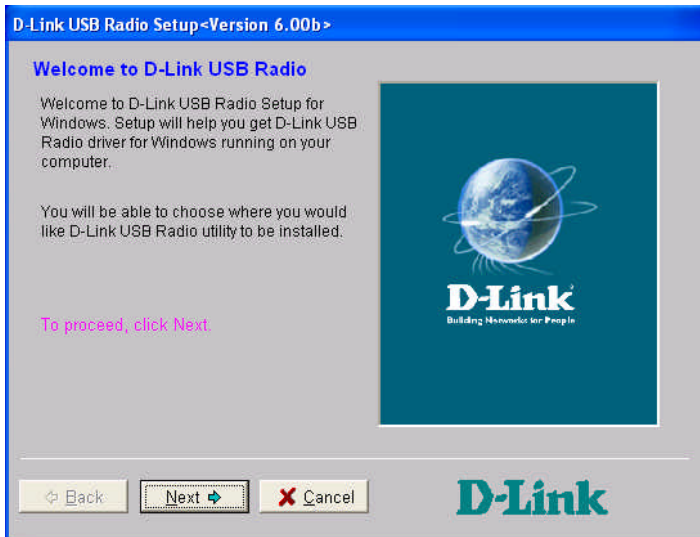 D-Link USB Radio Setup<Version 6.00b>
Welcome to D-Link USB Radio
Welcome to D-Link USB Radio Setup for
Windows. Setup will help you get D-Link USB
Radio driver for Windows running on your
computer.
You will be able to choose where you would
like D-Link USB Radio utility to be installed.
To proceed, click Next.
D-Link
Building Networks for People
Back
Next
Cancel
D-Link